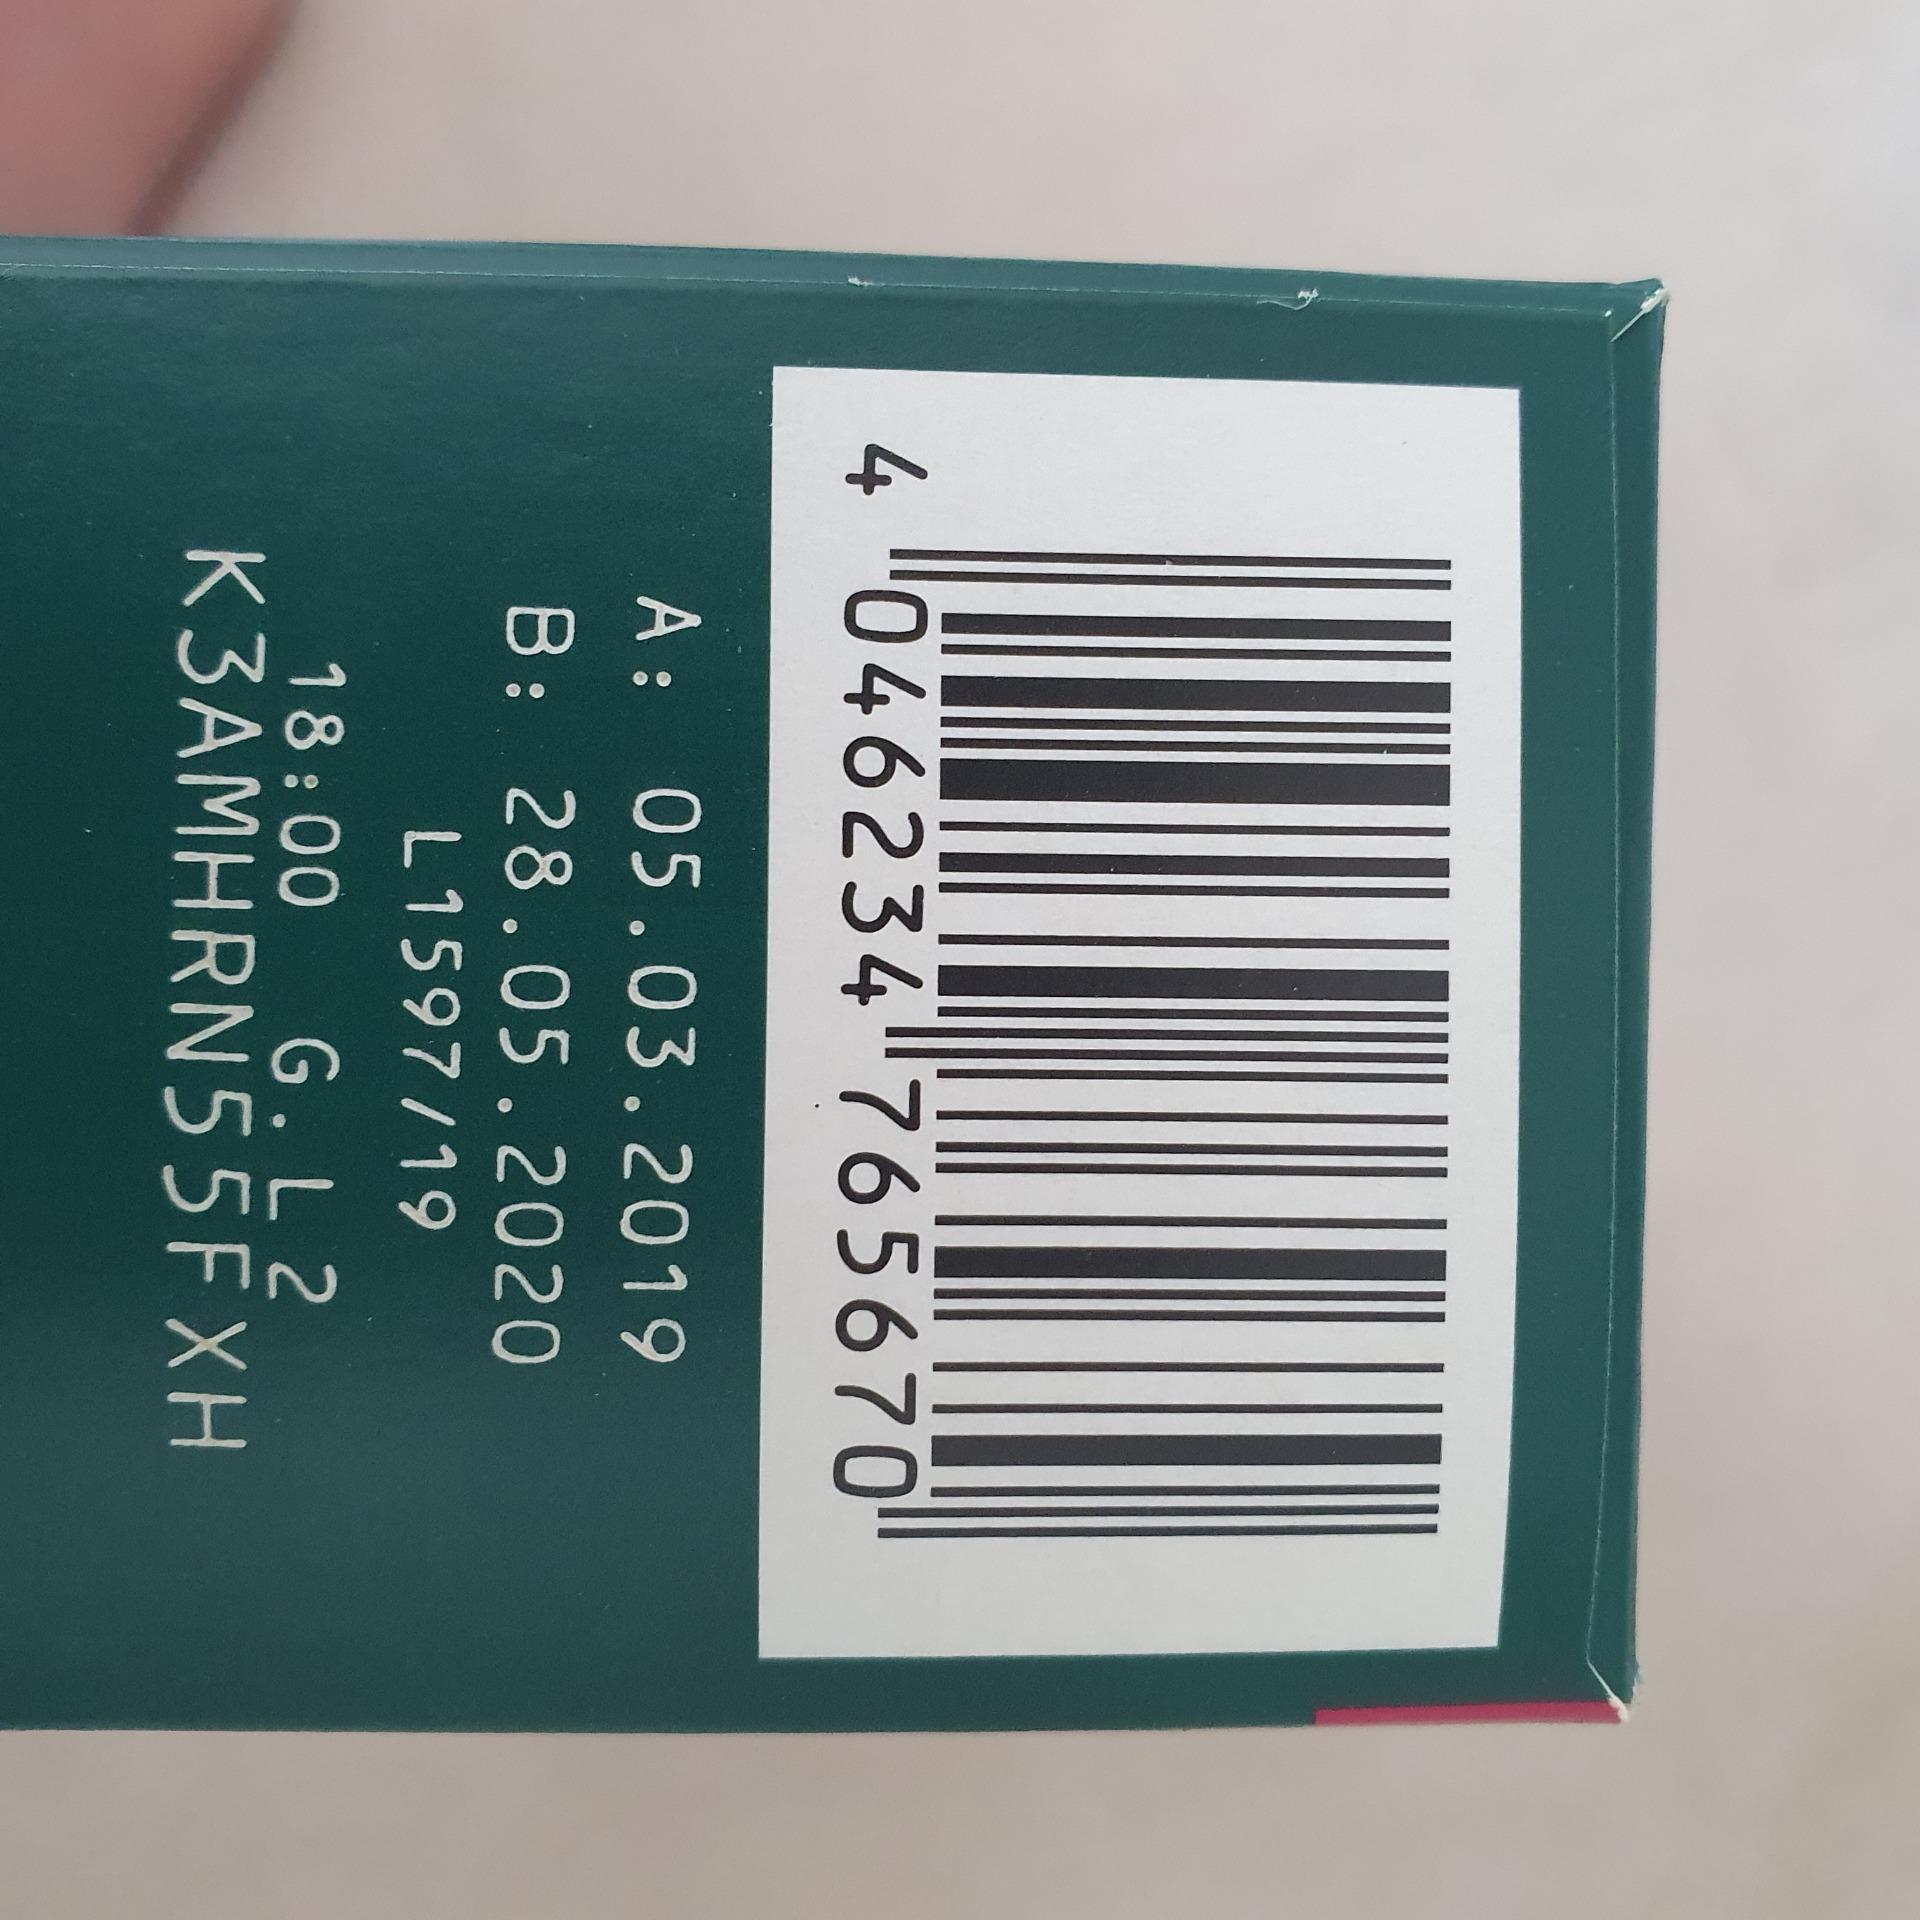 4 046234 765670
A: 05.03.2019
B: 28.05.2020
L1597/19
18:00 G.L2
K3AMHRN55FXH